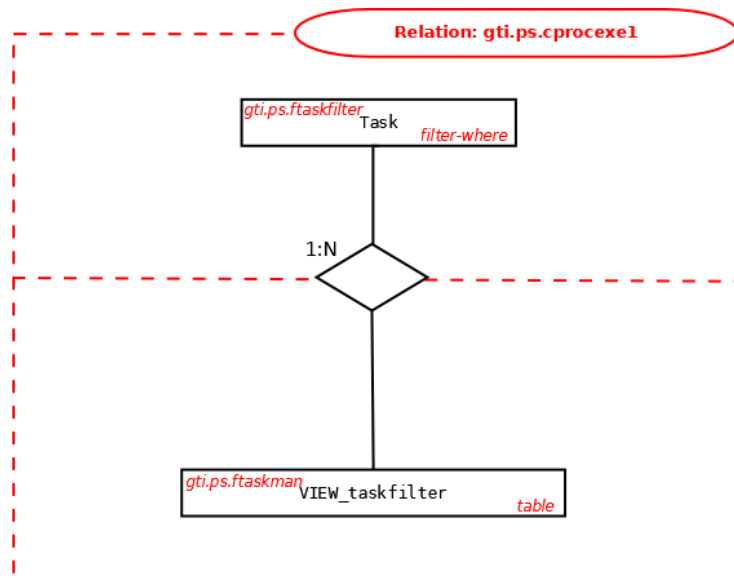 Relation: gti.ps.cprocexe1
gti.ps.ftaskfilter
Task
filter-where
1:N
gti.ps.ftaskman
VIEW_taskfilter
table